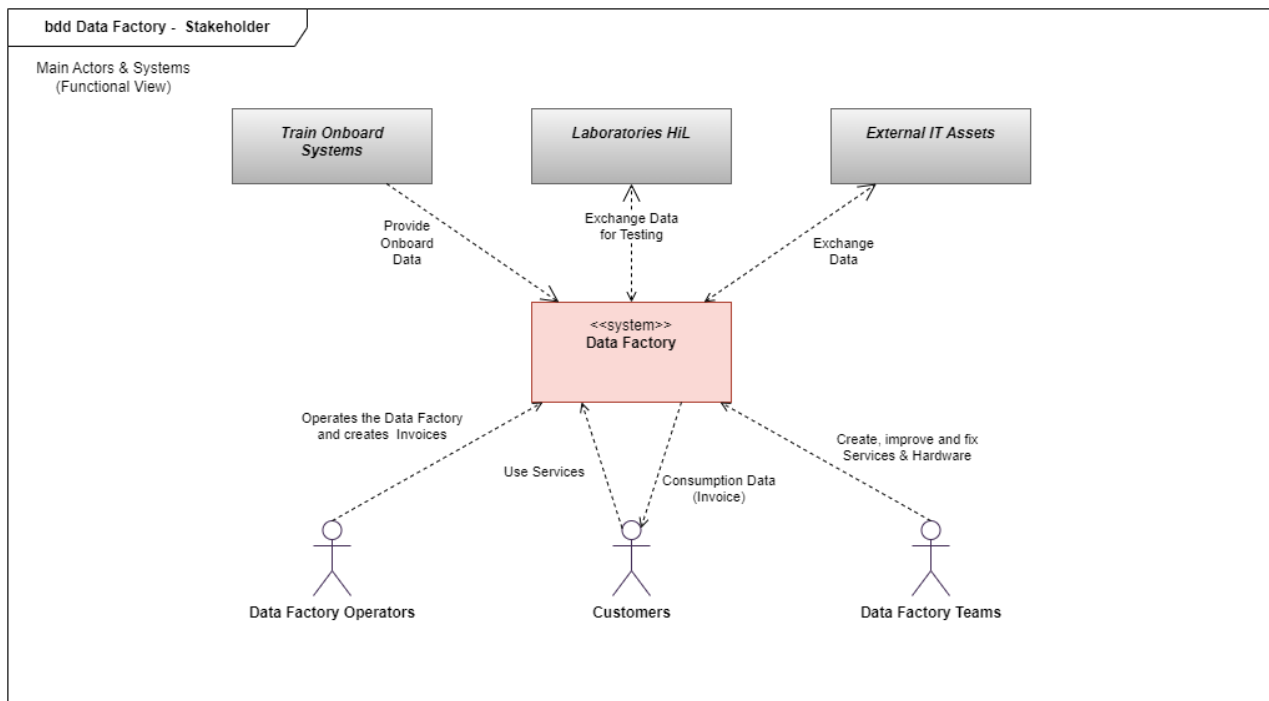 bdd Data Factory -  Stakeholder
Main Actors & Systems
(Functional View)
Train Onboard
Systems
Laboratories HiL
External IT Assets
Provide
Onboard
Data
Exchange Data
for Testing
Exchange
Data
<<system>>
Data Factory
Operates the Data Factory
and creates  Invoices
Use Services
Consumption Data
(Invoice)
Create, improve and fix
Services & Hardware
Data Factory Operators
Customers
Data Factory Teams